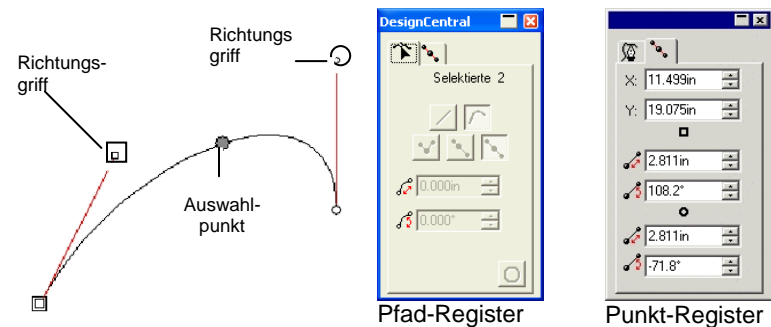 Richtungs-
griff
Richtungs
griff
Auswahl-
punkt
DesignCentral
Selektierte 2
0.000in
0.000°
Pfad-Register
X: 11.499in
Y: 19.075in
2.811in
108.2°
2.811in
-71.8°
Punkt-Register